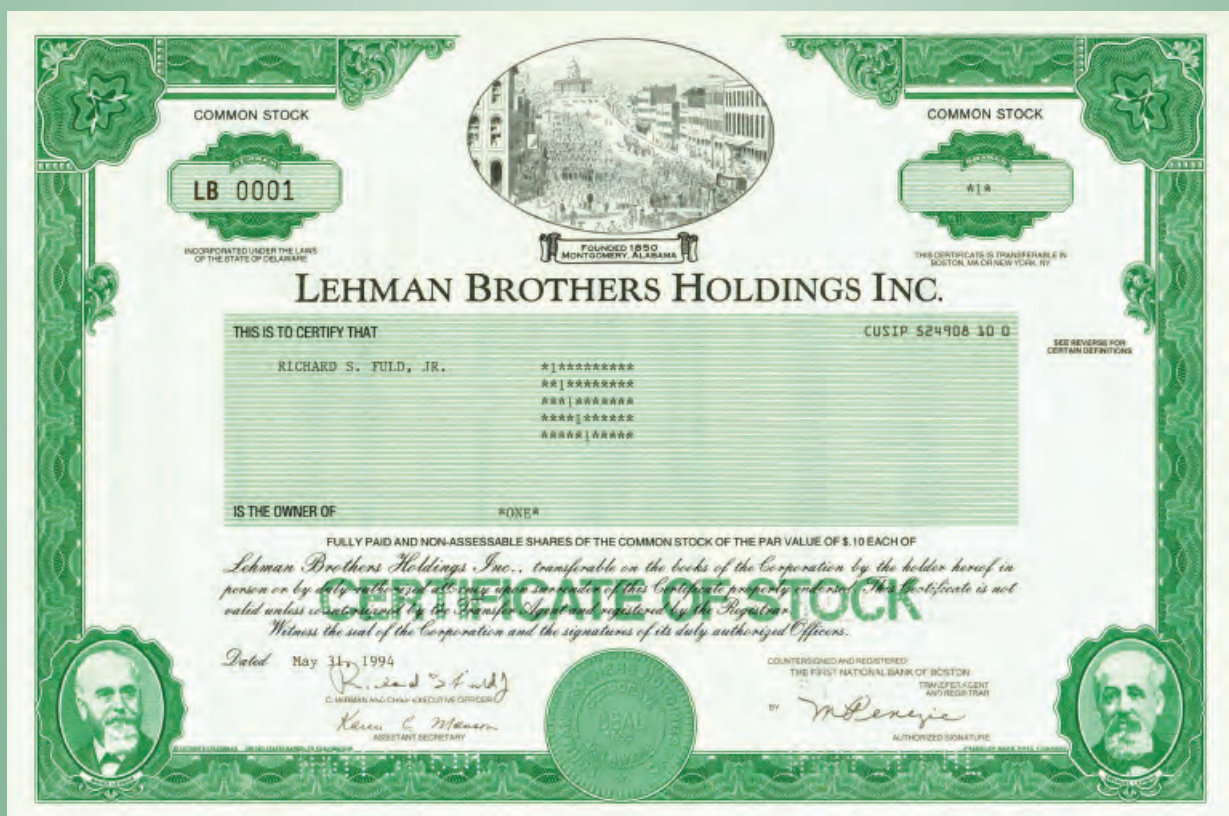 COMMON STOCK
COMMON STOCK
LB 0001
*1*
INCORPORATED UNDER THE LAWS
OF THE STATE OF DELAWARE
FOUNDED 1850
MONTGOMERY, ALABAMA
THIS CERTIFICATE IS TRANSFERABLE IN
BOSTON, MA OR NEW YORK, NY
LEHMAN BROTHERS HOLDINGS INC.
THIS IS TO CERTIFY THAT
CUSIP 524908 10 0
SEE REVERSE FOR
CERTAIN DEFINITIONS
RICHARD S. FULD, JR. *1*********
**1********
***1*******
****1******
*****1*****
IS THE OWNER OF *ONE*
FULLY PAID AND NON-ASSESSABLE SHARES OF THE COMMON STOCK OF THE PAR VALUE OF $.10 EACH OF
Lehman Brothers Holdings Inc., transferable on the books of the Corporation by the holder hereof in
person or by duly authorized attorney upon surrender of this Certificate properly endorsed. This Certificate is not
valid unless countersigned by the Transfer Agent and registered by the Registrar.
CERTIFICATE OF STOCK
Witness the seal of the Corporation and the signatures of its duly authorized Officers.
Dated May 31, 1994
CHAIRMAN AND CHIEF EXECUTIVE OFFICER
Karen C Manson
ASSISTANT SECRETARY
COUNTERSIGNED AND REGISTERED:
THE FIRST NATIONAL BANK OF BOSTON
TRANSFER AGENT
AND REGISTRAR
BY
AUTHORIZED SIGNATURE
SEAL